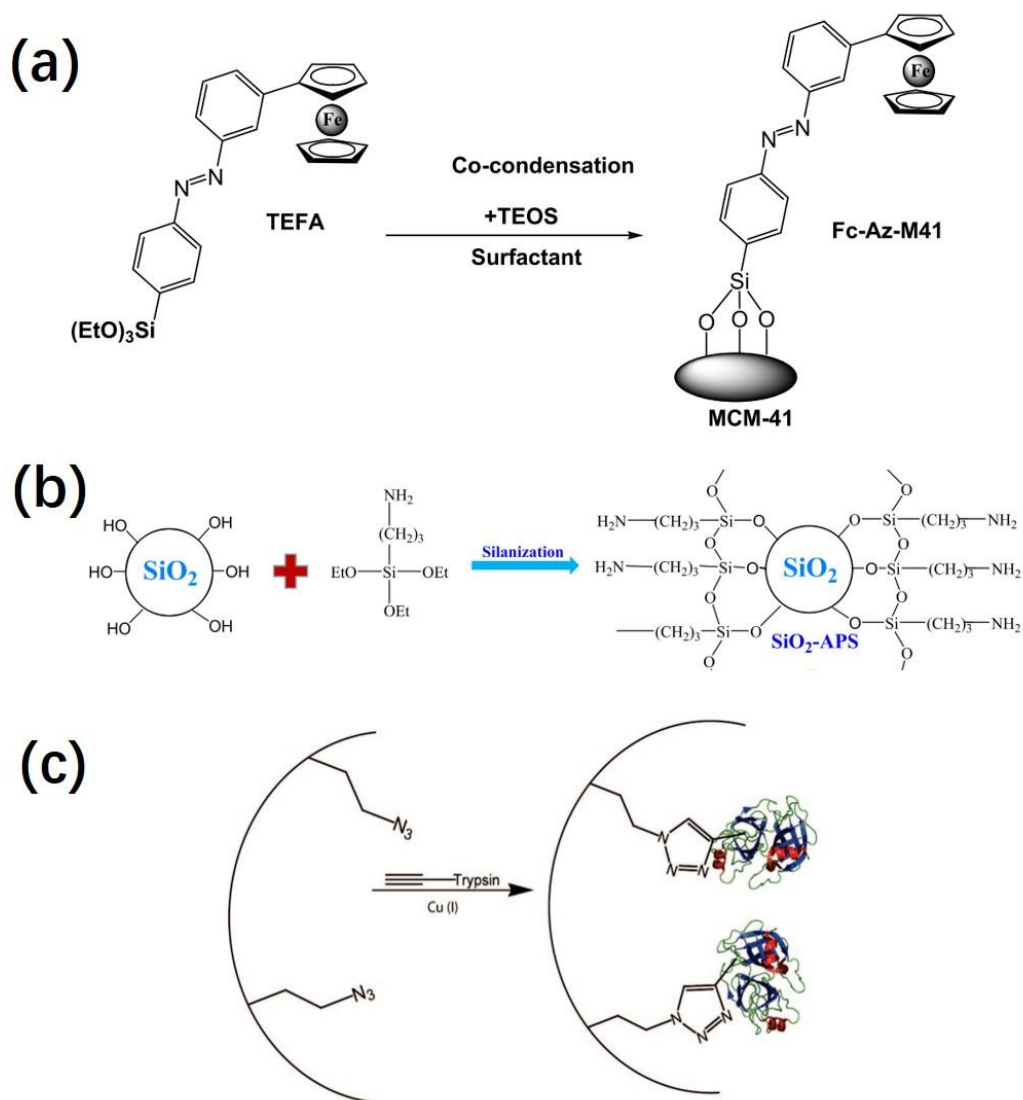 (a)
Fe
N=N
TEFA
(EtO)3Si
Co-condensation
+TEOS
Surfactant
Fe
N=N
Fc-Az-M41
Si
O O O
MCM-41
(b)
HO OH
HO SiO2 OH
HO OH
NH2
(CH2)3
EtO—Si—OEt
OEt
Silanization
O O
H2N—(CH2)3—Si—O O—Si—(CH2)3—NH2
O O
H2N—(CH2)3—Si—O SiO2 O—Si—(CH2)3—NH2
O O
(CH2)3—Si—O O—Si—(CH2)3—NH2
O O
SiO2-APS
(c)
N3
N3
Trypsin
Cu (I)
N
N=N
N
N=N